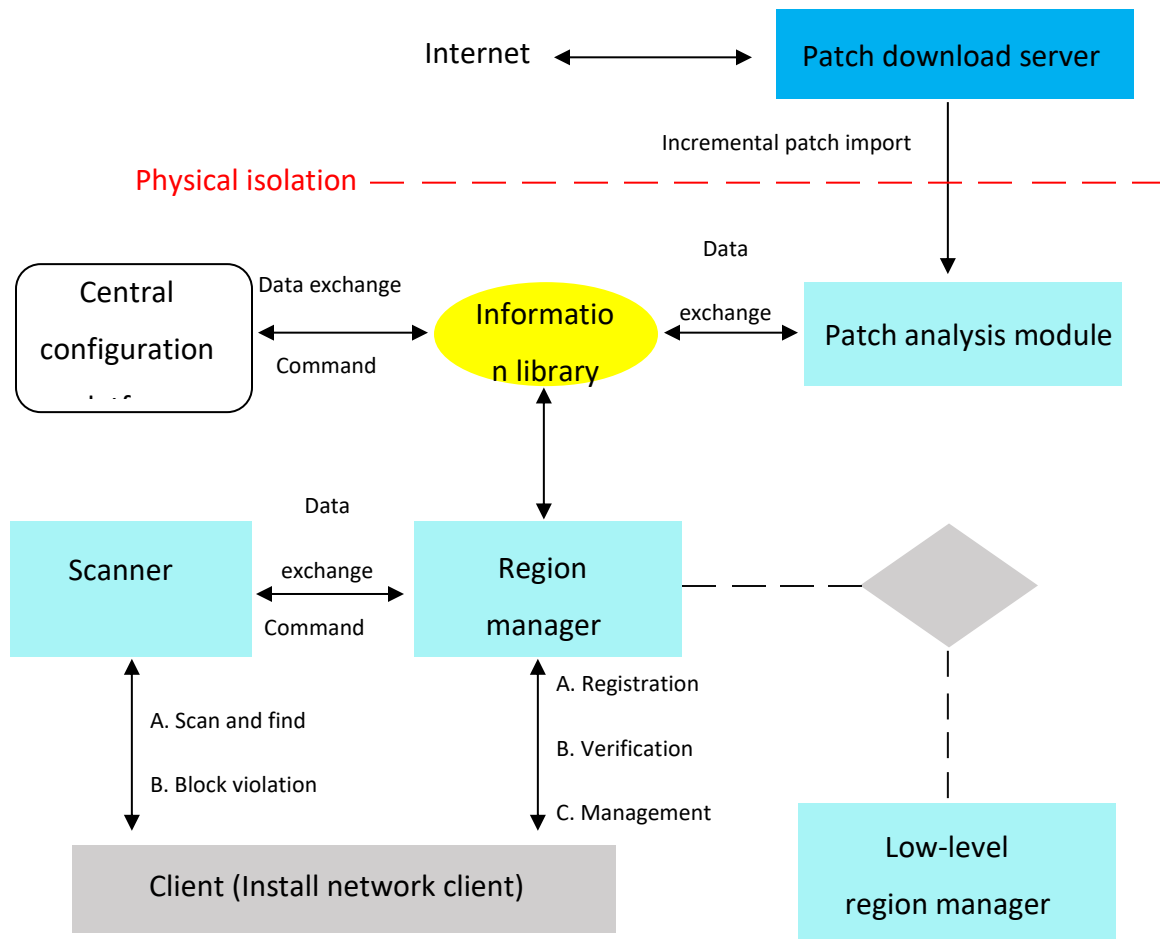 Internet
Patch download server
Incremental patch import
Physical isolation
Data
exchange
Central
configuration
Data exchange
Command
Informatio
n library
Patch analysis module
Data
exchange
Command
Scanner
Region
manager
A. Scan and find
B. Block violation
A. Registration
B. Verification
C. Management
Low-level
region manager
Client (Install network client)